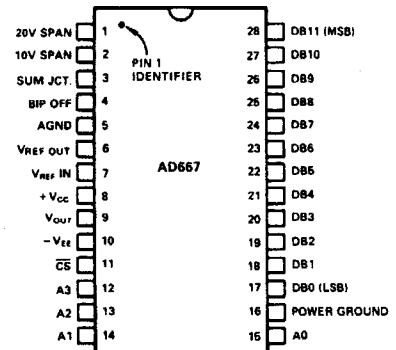 20V SPAN 1 28 DB11 (MSB)
10V SPAN 2 27 DB10
PIN 1
IDENTIFIER
SUM JCT. 3 26 DB9
BIP OFF 4 25 DB8
AGND 5 24 DB7
VREF OUT 6 23 DB6
AD667
VREF IN 7 22 DB5
+ VCC 8 21 DB4
VOUT 9 20 DB3
− VEE 10 19 DB2
C̅S̅ 11 18 DB1
A3 12 17 DB0 (LSB)
A2 13 16 POWER GROUND
A1 14 15 A0